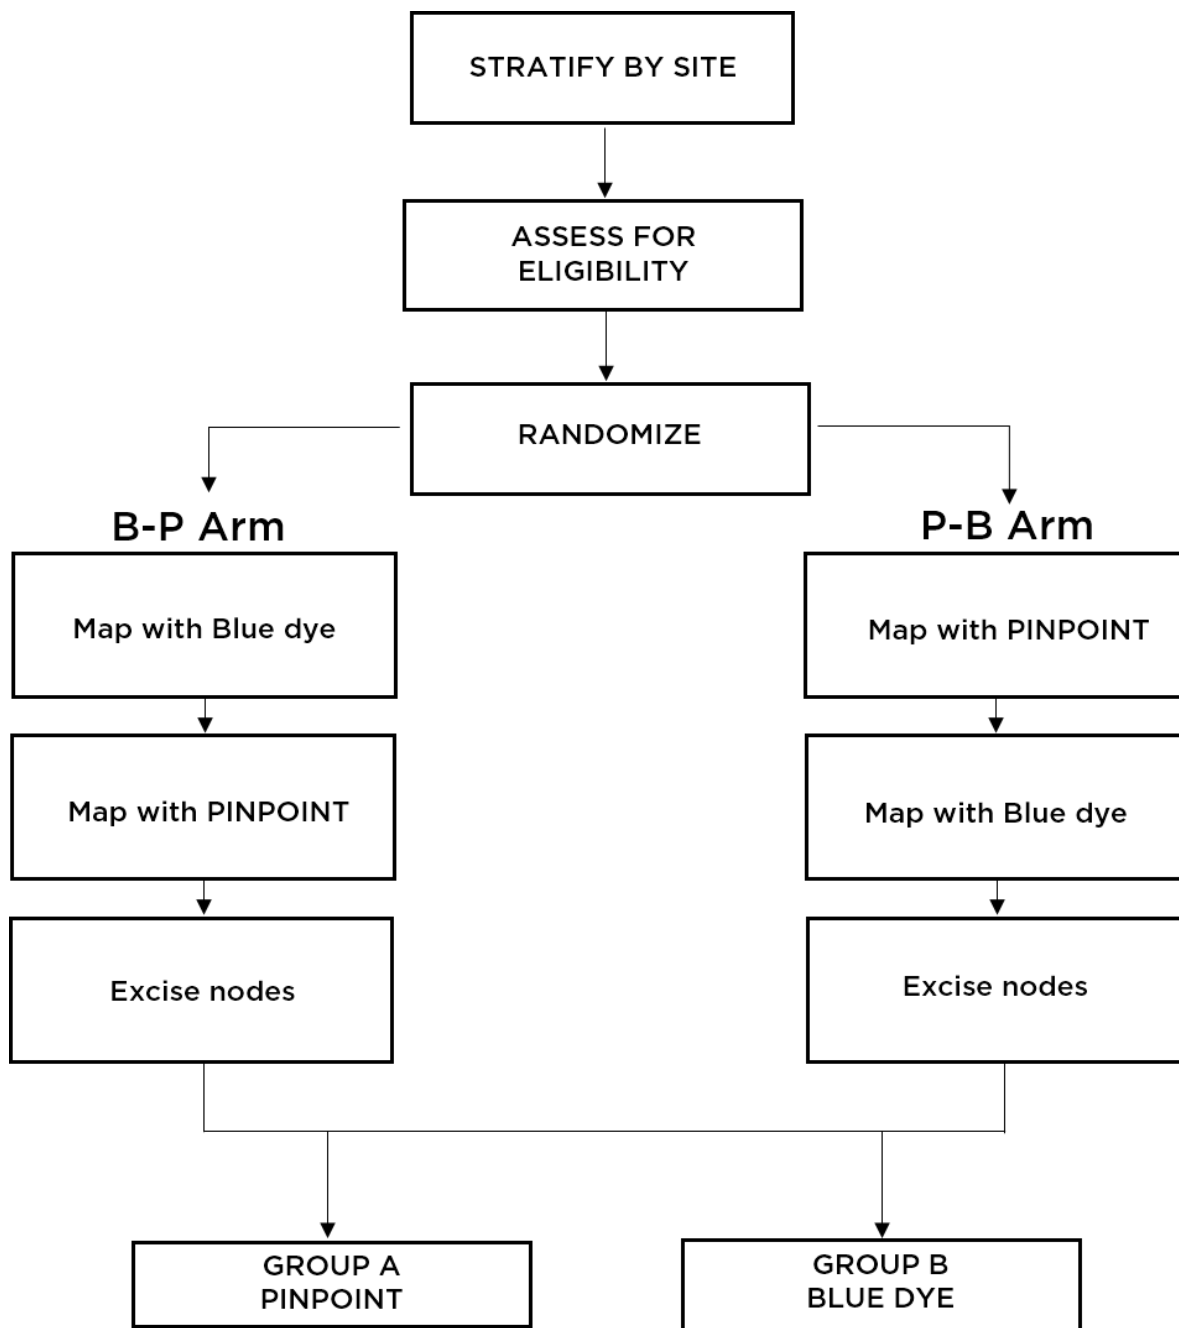 STRATIFY BY SITE
ASSESS FOR
ELIGIBILITY
RANDOMIZE
B-P Arm
Map with Blue dye
Map with PINPOINT
Excise nodes
P-B Arm
Map with PINPOINT
Map with Blue dye
Excise nodes
GROUP A
PINPOINT
GROUP B
BLUE DYE